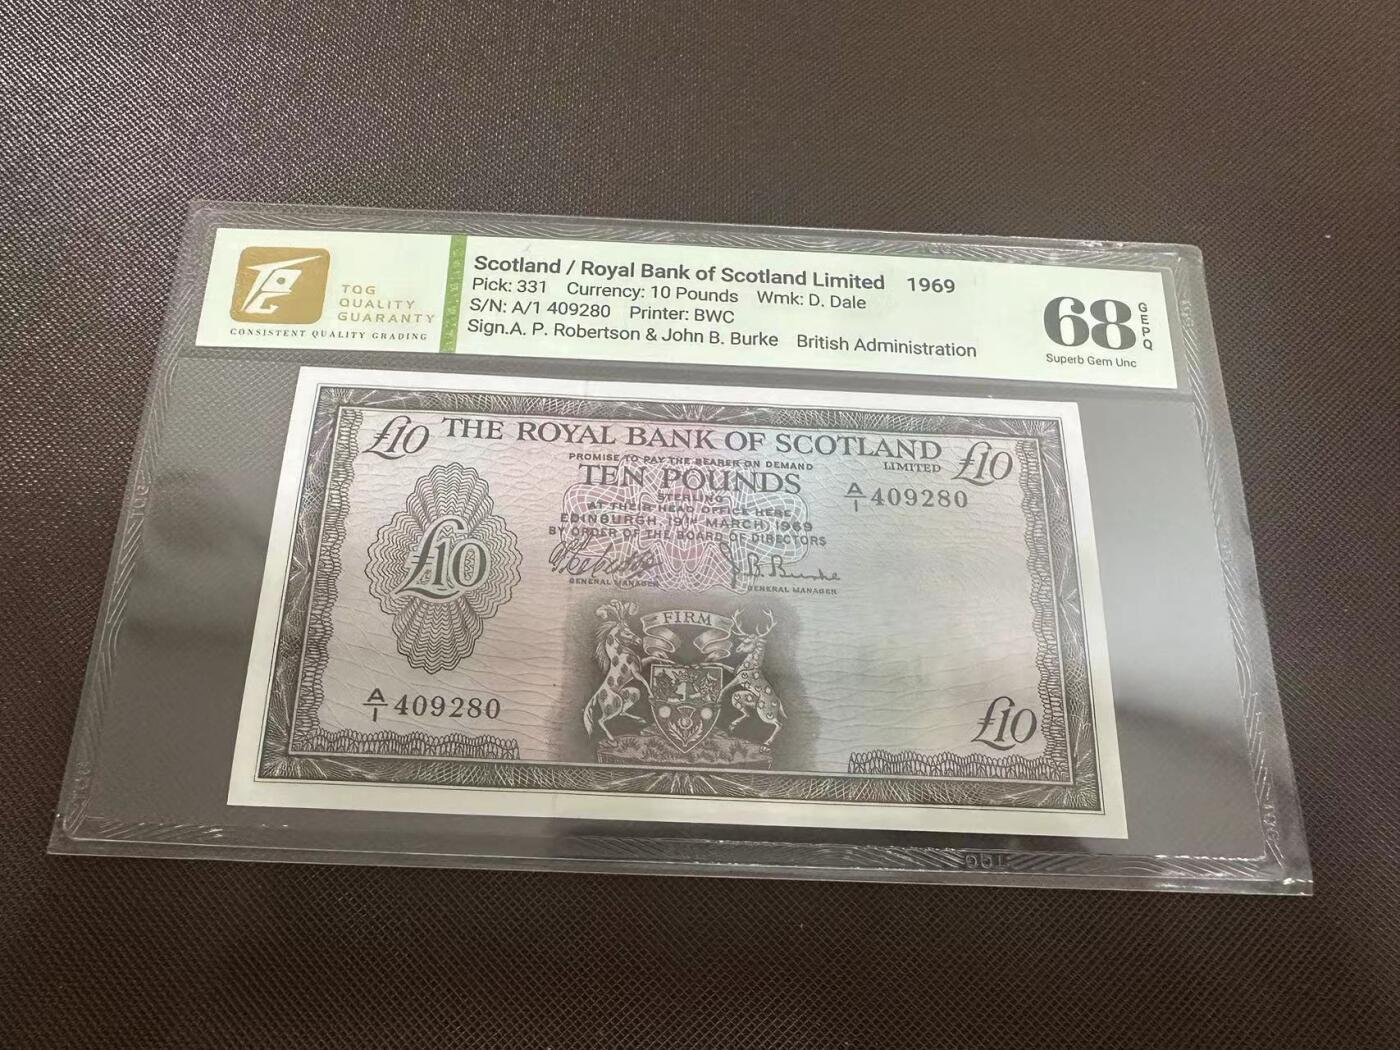 TQG
QUALITY
GUARANTY
CONSISTENT QUALITY GRADING
Scotland / Royal Bank of Scotland Limited 1969
Pick: 331 Currency: 10 Pounds Wmk: D. Dale
S/N: A/1 409280 Printer: BWC
Sign.A. P. Robertson & John B. Burke British Administration
68
GEPQ
Superb Gem Unc
£10 THE ROYAL BANK OF SCOTLAND £10
LIMITED
PROMISE TO PAY THE BEARER ON DEMAND
TEN POUNDS
STERLING
A/1 409280
AT THEIR HEAD OFFICE HERE
EDINBURGH, 19TH MARCH, 1969
BY ORDER OF THE BOARD OF DIRECTORS
£10
J. B. Burke
GENERAL MANAGER
GENERAL MANAGER
FIRM
A/1 409280
£10
TQG